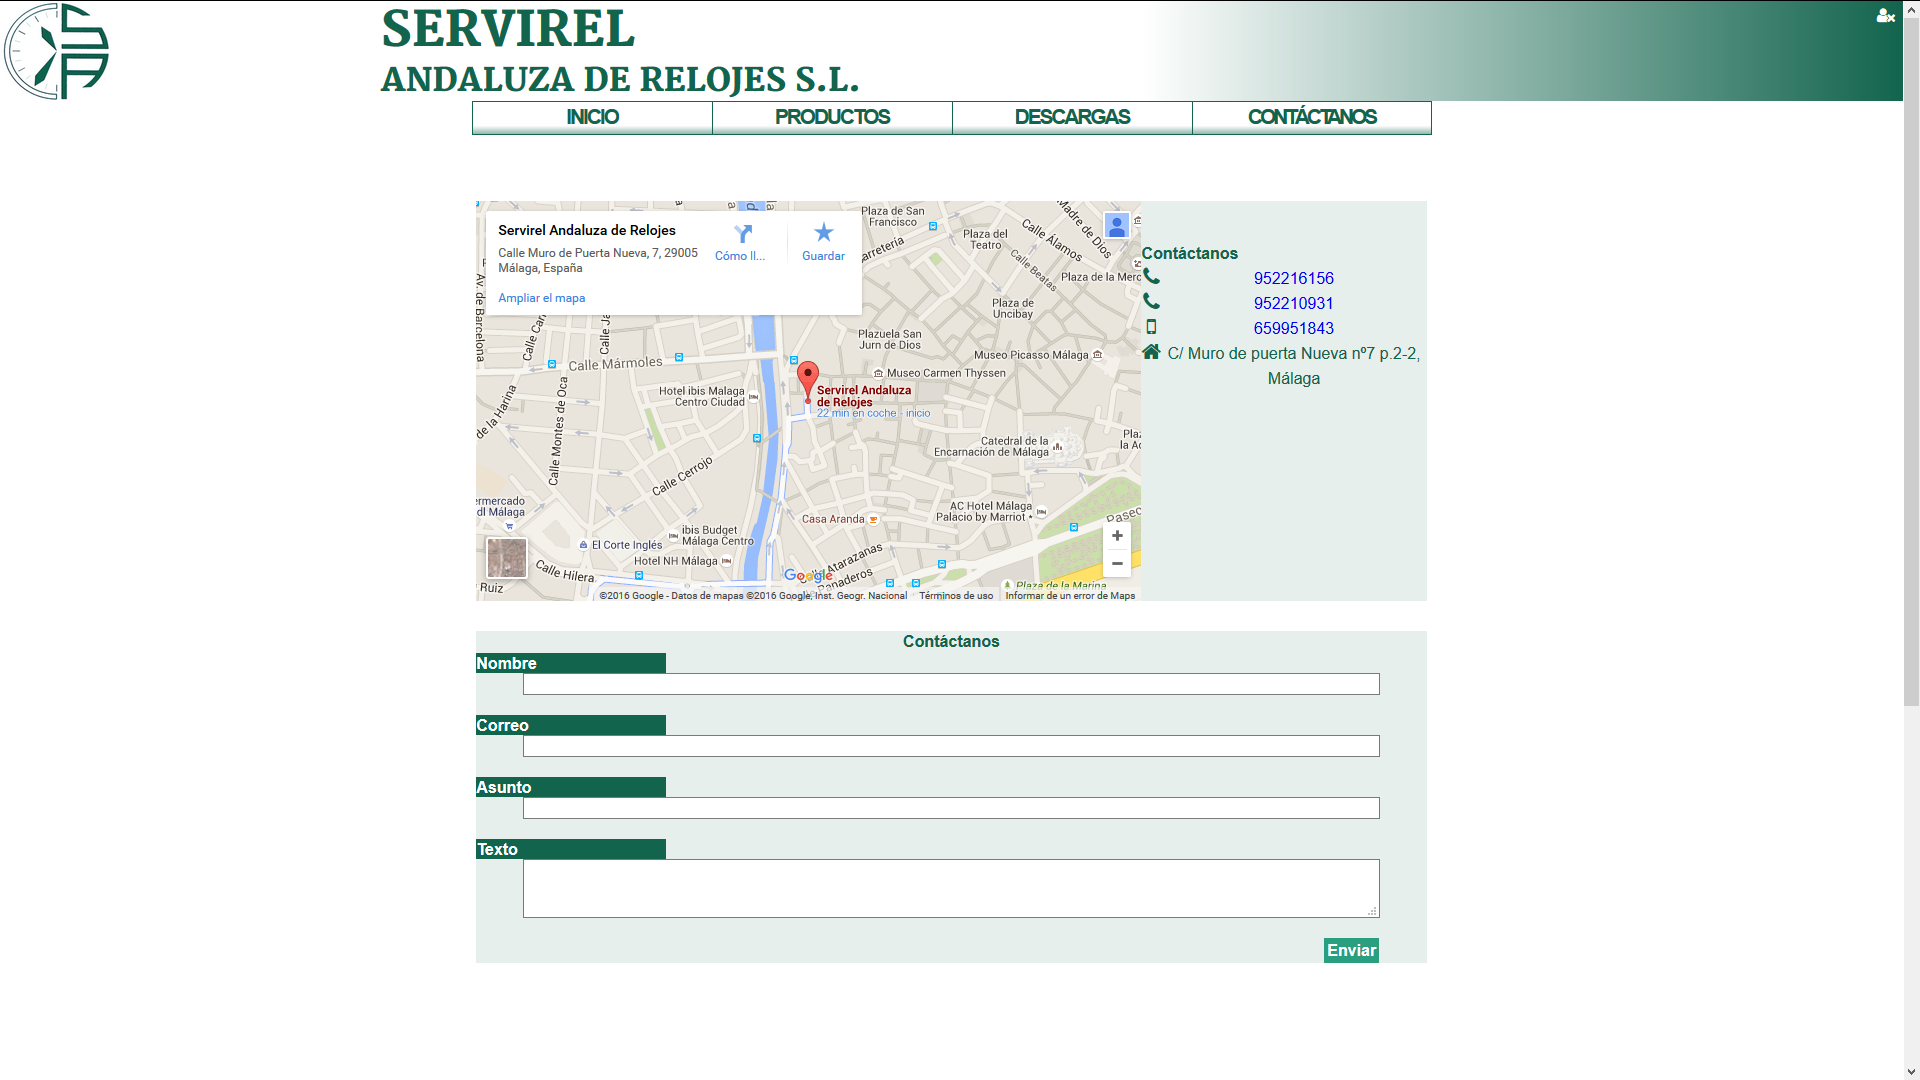 SERVIREL
ANDALUZA DE RELOJES S.L.
INICIO
PRODUCTOS
DESCARGAS
CONTÁCTANOS
Servirel Andaluza de Relojes
Calle Muro de Puerta Nueva, 7, 29005
Málaga, España
Cómo ll...
Guardar
Ampliar el mapa
Plaza de San
Francisco
Carretería
Plaza del
Teatro
Calle Álamos
Madre de Dios
Calle Beatas
Plaza de la Merc
Plaza de
Uncibay
Av. de Barcelona
Plazuela San
Jurn de Dios
Calle Mármoles
Museo Picasso Málaga
Museo Carmen Thyssen
Hotel ibis Malaga
Centro Ciudad
Servirel Andaluza
de Relojes
22 min en coche - inicio
de la Harina
Calle Montes de Oca
Catedral de la
Encarnación de Málaga
Calle Cerrojo
ermercado
dl Málaga
AC Hotel Málaga
Palacio by Marriot
Paseo
Casa Aranda
ibis Budget
Málaga Centro
El Corte Inglés
Hotel NH Málaga
Calle Hilera
Atarazanas
Panaderos
Plaza de la Marina
Ruiz
Google
©2016 Google - Datos de mapas ©2016 Google, Inst. Geogr. Nacional
Términos de uso
Informar de un error de Maps
Contáctanos
952216156
952210931
659951843
C/ Muro de puerta Nueva nº7 p.2-2,
Málaga
Contáctanos
Nombre
Correo
Asunto
Texto
Enviar